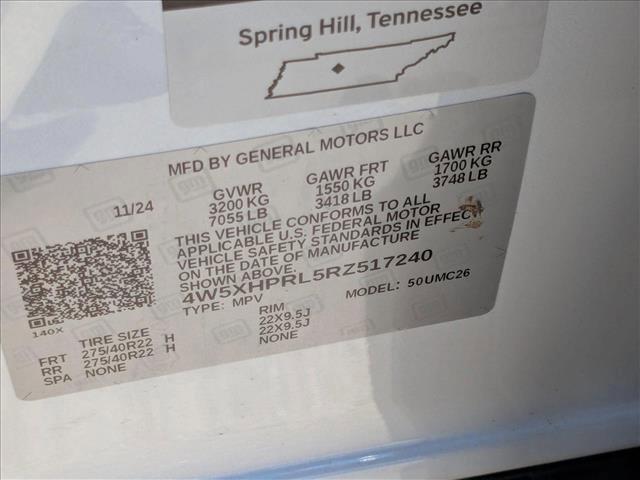 Spring Hill, Tennessee
MFD BY GENERAL MOTORS LLC
11/24
GVWR GAWR FRT GAWR RR
3200 KG 1550 KG 1700 KG
7055 LB 3418 LB 3748 LB
THIS VEHICLE CONFORMS TO ALL
APPLICABLE U.S. FEDERAL MOTOR
VEHICLE SAFETY STANDARDS IN EFFECT
ON THE DATE OF MANUFACTURE
SHOWN ABOVE.
4W5XHPRL5RZ517240
TYPE: MPV MODEL: 50UMC26
140X
TIRE SIZE RIM
FRT 275/40R22 H 22X9.5J
RR 275/40R22 H 22X9.5J
SPA NONE NONE